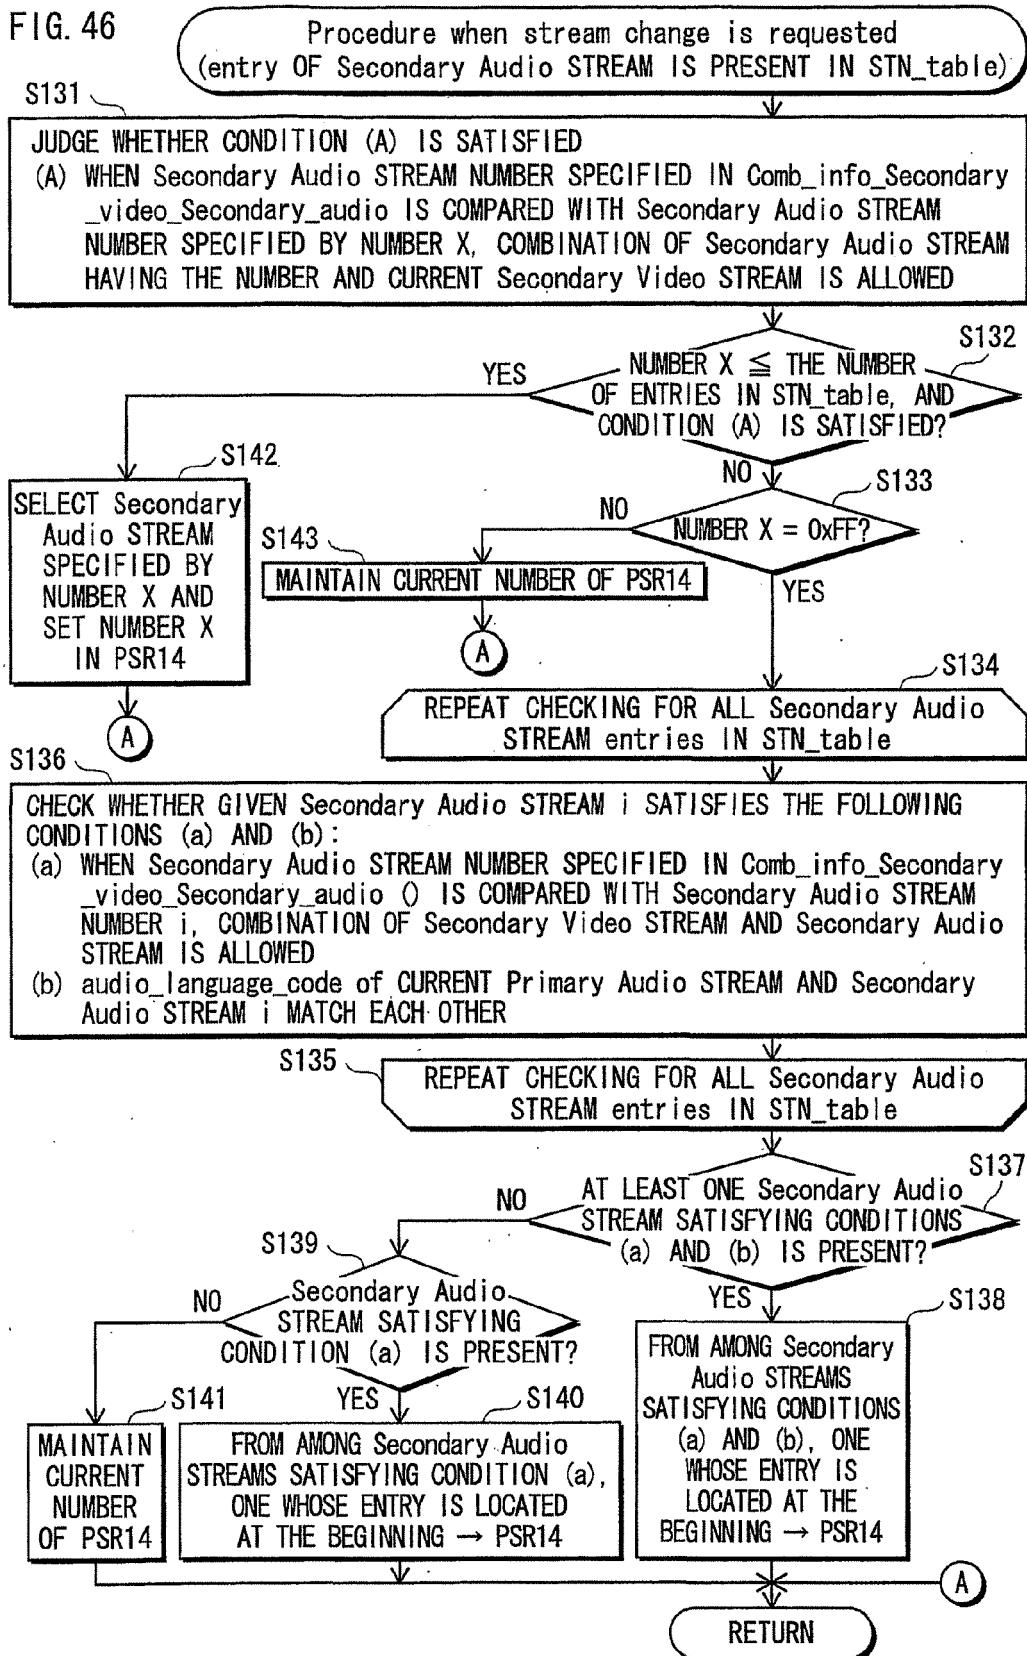 FIG. 46
Procedure when stream change is requested
(entry OF Secondary Audio STREAM IS PRESENT IN STN_table)
S131
JUDGE WHETHER CONDITION (A) IS SATISFIED
(A) WHEN Secondary Audio STREAM NUMBER SPECIFIED IN Comb_info_Secondary
_video_Secondary_audio IS COMPARED WITH Secondary Audio STREAM
NUMBER SPECIFIED BY NUMBER X, COMBINATION OF Secondary Audio STREAM
HAVING THE NUMBER AND CURRENT Secondary Video STREAM IS ALLOWED
S132
NUMBER X ≦ THE NUMBER
OF ENTRIES IN STN_table, AND
CONDITION (A) IS SATISFIED?
YES
NO
S142
SELECT Secondary
Audio STREAM
SPECIFIED BY
NUMBER X AND
SET NUMBER X
IN PSR14
A
S133
NUMBER X = 0xFF?
NO
YES
S143
MAINTAIN CURRENT NUMBER OF PSR14
A
S134
REPEAT CHECKING FOR ALL Secondary Audio
STREAM entries IN STN_table
S136
CHECK WHETHER GIVEN Secondary Audio STREAM i SATISFIES THE FOLLOWING
CONDITIONS (a) AND (b):
(a) WHEN Secondary Audio STREAM NUMBER SPECIFIED IN Comb_info_Secondary
_video_Secondary_audio () IS COMPARED WITH Secondary Audio STREAM
NUMBER i, COMBINATION OF Secondary Video STREAM AND Secondary Audio
STREAM IS ALLOWED
(b) audio_language_code of CURRENT Primary Audio STREAM AND Secondary
Audio STREAM i MATCH EACH OTHER
S135
REPEAT CHECKING FOR ALL Secondary Audio
STREAM entries IN STN_table
S137
AT LEAST ONE Secondary Audio
STREAM SATISFYING CONDITIONS
(a) AND (b) IS PRESENT?
NO
YES
S139
Secondary Audio
STREAM SATISFYING
CONDITION (a) IS PRESENT?
NO
YES
S138
FROM AMONG Secondary
Audio STREAMS
SATISFYING CONDITIONS
(a) AND (b), ONE
WHOSE ENTRY IS
LOCATED AT THE
BEGINNING → PSR14
S141
MAINTAIN
CURRENT
NUMBER
OF PSR14
S140
FROM AMONG Secondary Audio
STREAMS SATISFYING CONDITION (a),
ONE WHOSE ENTRY IS LOCATED
AT THE BEGINNING → PSR14
A
RETURN